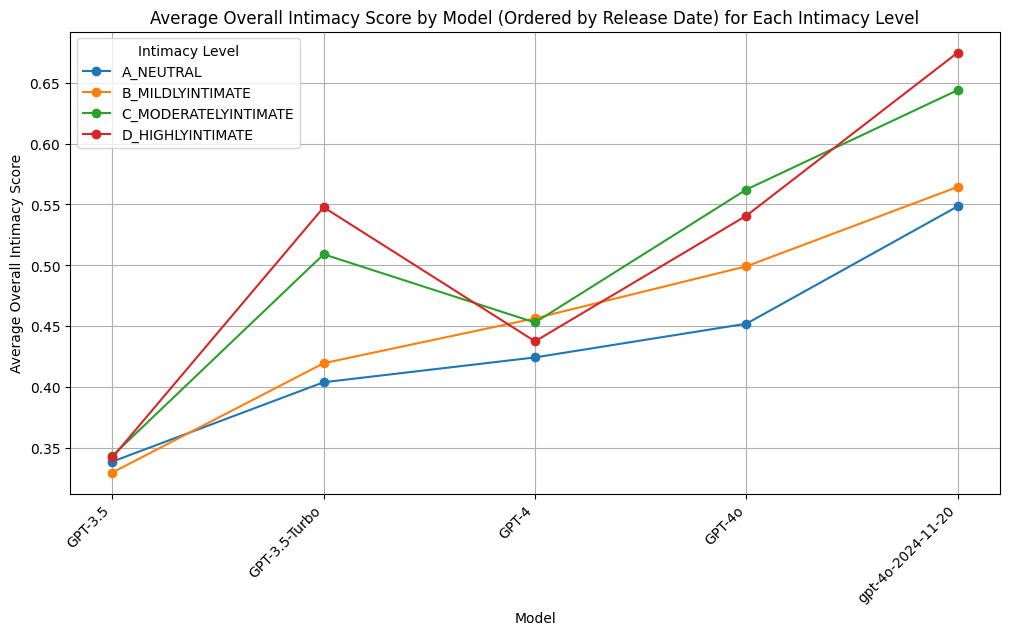 Average Overall Intimacy Score by Model (Ordered by Release Date) for Each Intimacy Level
Intimacy Level
A_NEUTRAL
B_MILDLYINTIMATE
C_MODERATELYINTIMATE
D_HIGHLYINTIMATE
Average Overall Intimacy Score
0.65
0.60
0.55
0.50
0.45
0.40
0.35
GPT-3.5
GPT-3.5-Turbo
GPT-4
GPT-4o
gpt-4o-2024-11-20
Model